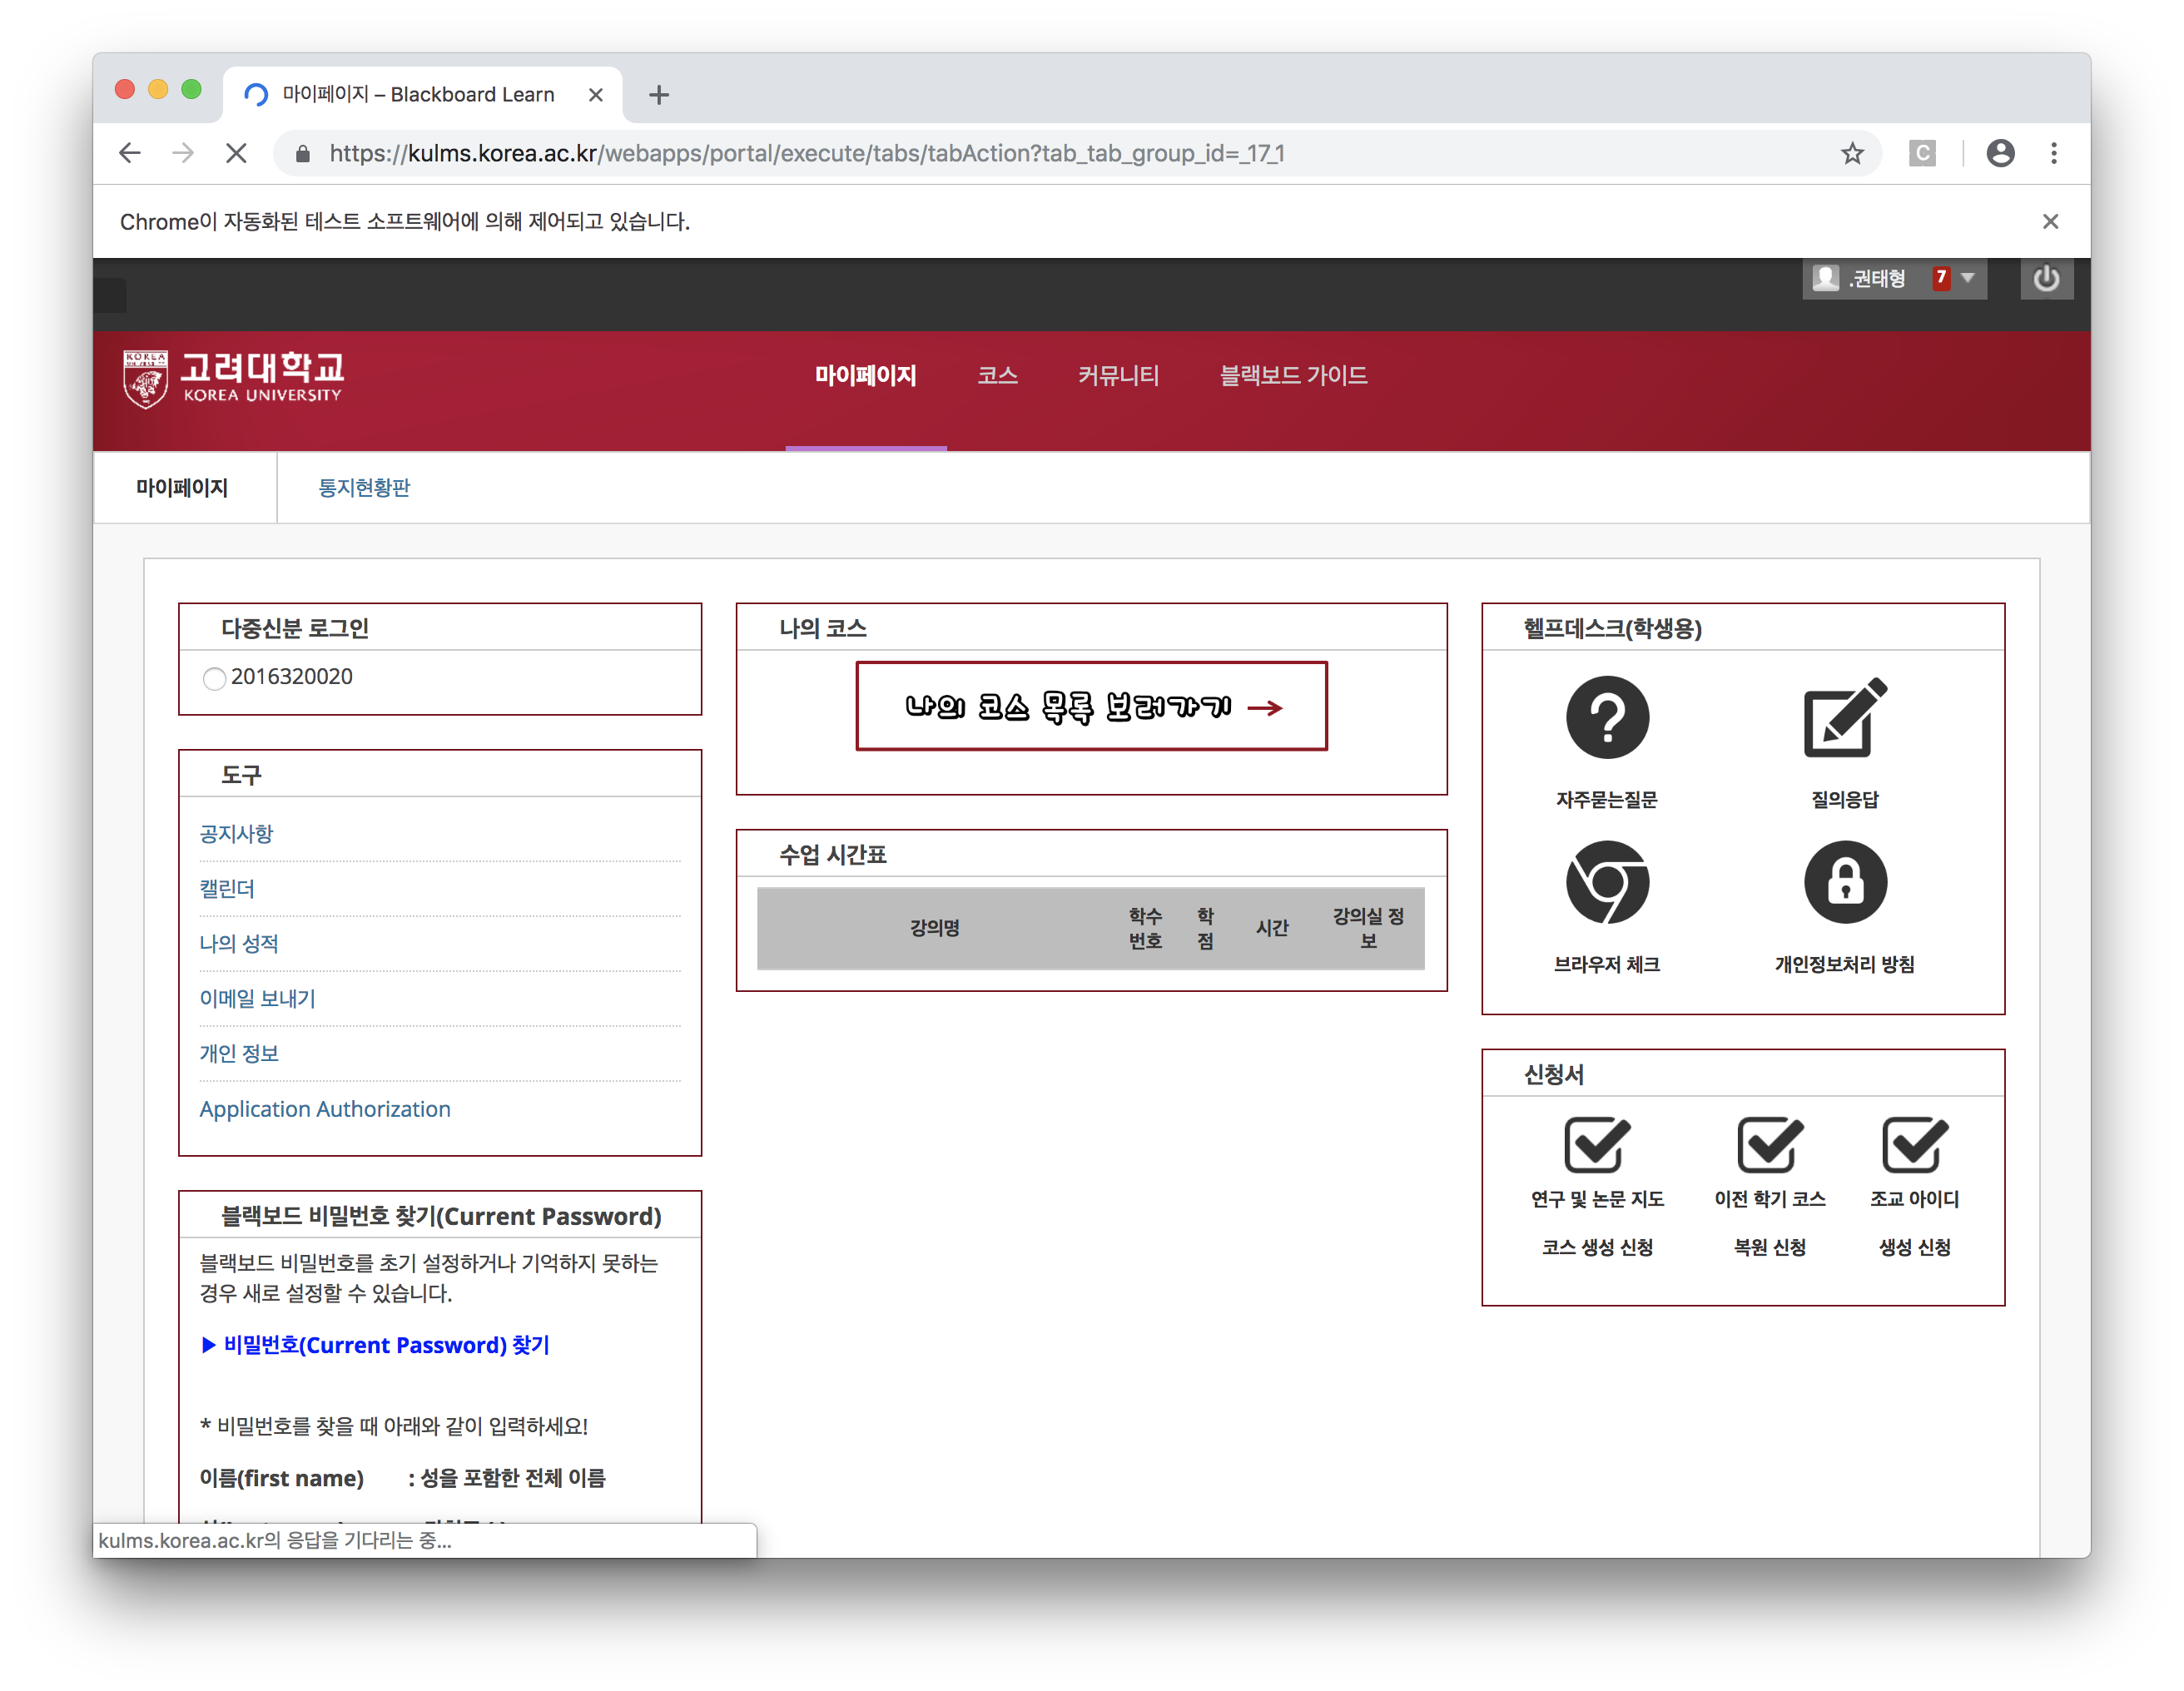 마이페이지 – Blackboard Learn
https://kulms.korea.ac.kr/webapps/portal/execute/tabs/tabAction?tab_tab_group_id=_17_1
C
Chrome이 자동화된 테스트 소프트웨어에 의해 제어되고 있습니다.
.권태형 7
KOREA
고려대학교
KOREA UNIVERSITY
마이페이지 코스 커뮤니티 블랙보드 가이드
마이페이지 통지현황판
다중신분 로그인
2016320020
도구
공지사항
캘린더
나의 성적
이메일 보내기
개인 정보
Application Authorization
블랙보드 비밀번호 찾기(Current Password)
블랙보드 비밀번호를 초기 설정하거나 기억하지 못하는
경우 새로 설정할 수 있습니다.
▶ 비밀번호(Current Password) 찾기
* 비밀번호를 찾을 때 아래와 같이 입력하세요!
이름(first name) : 성을 포함한 전체 이름
나의 코스
나의 코스 목록 보러가기 →
수업 시간표
강의명 학수 번호 학점 시간 강의실 정보
헬프데스크(학생용)
자주묻는질문 질의응답
브라우저 체크 개인정보처리 방침
신청서
연구 및 논문 지도 이전 학기 코스 조교 아이디
코스 생성 신청 복원 신청 생성 신청
kulms.korea.ac.kr의 응답을 기다리는 중...